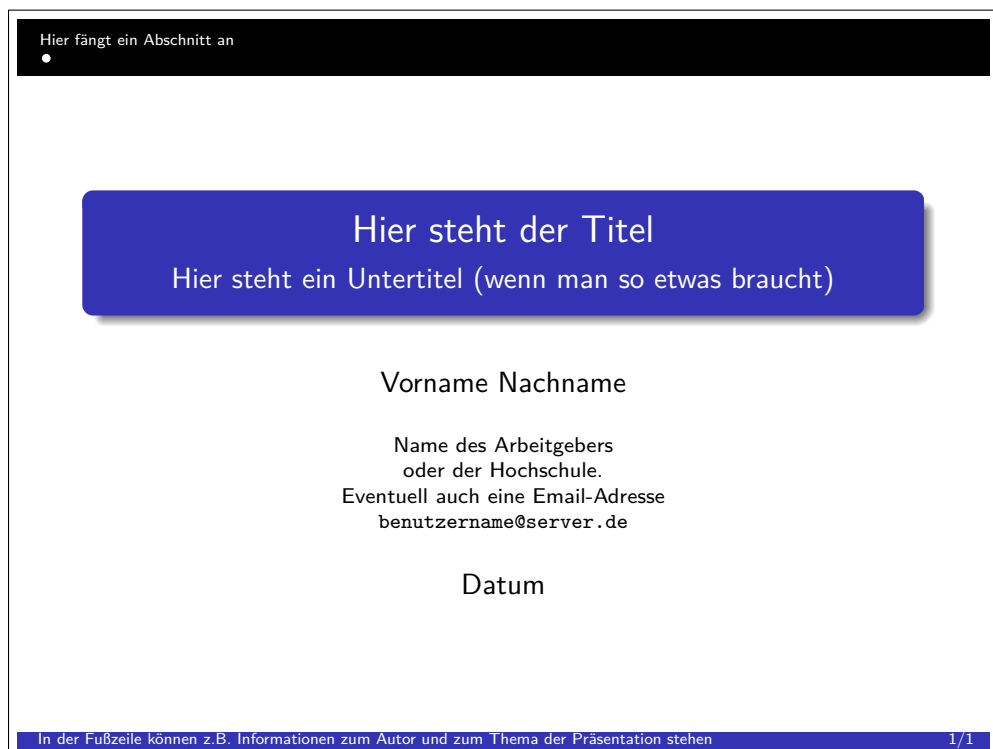 Hier fängt ein Abschnitt an
Hier steht der Titel
Hier steht ein Untertitel (wenn man so etwas braucht)
Vorname Nachname
Name des Arbeitgebers
oder der Hochschule.
Eventuell auch eine Email-Adresse
benutzername@server.de
Datum
In der Fußzeile können z.B. Informationen zum Autor und zum Thema der Präsentation stehen 1/1